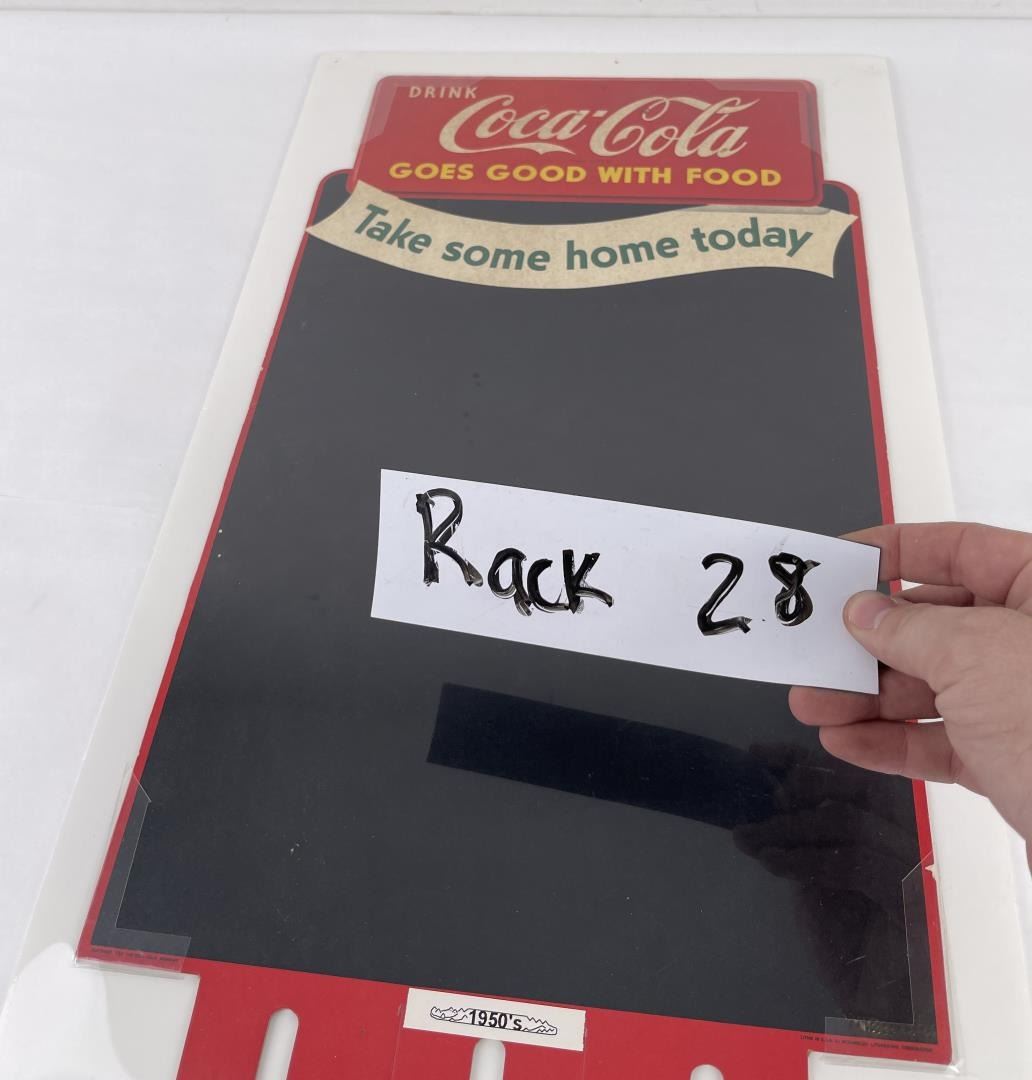 DRINK
Coca-Cola
GOES GOOD WITH FOOD
Take some home today
Rack 28
1950's